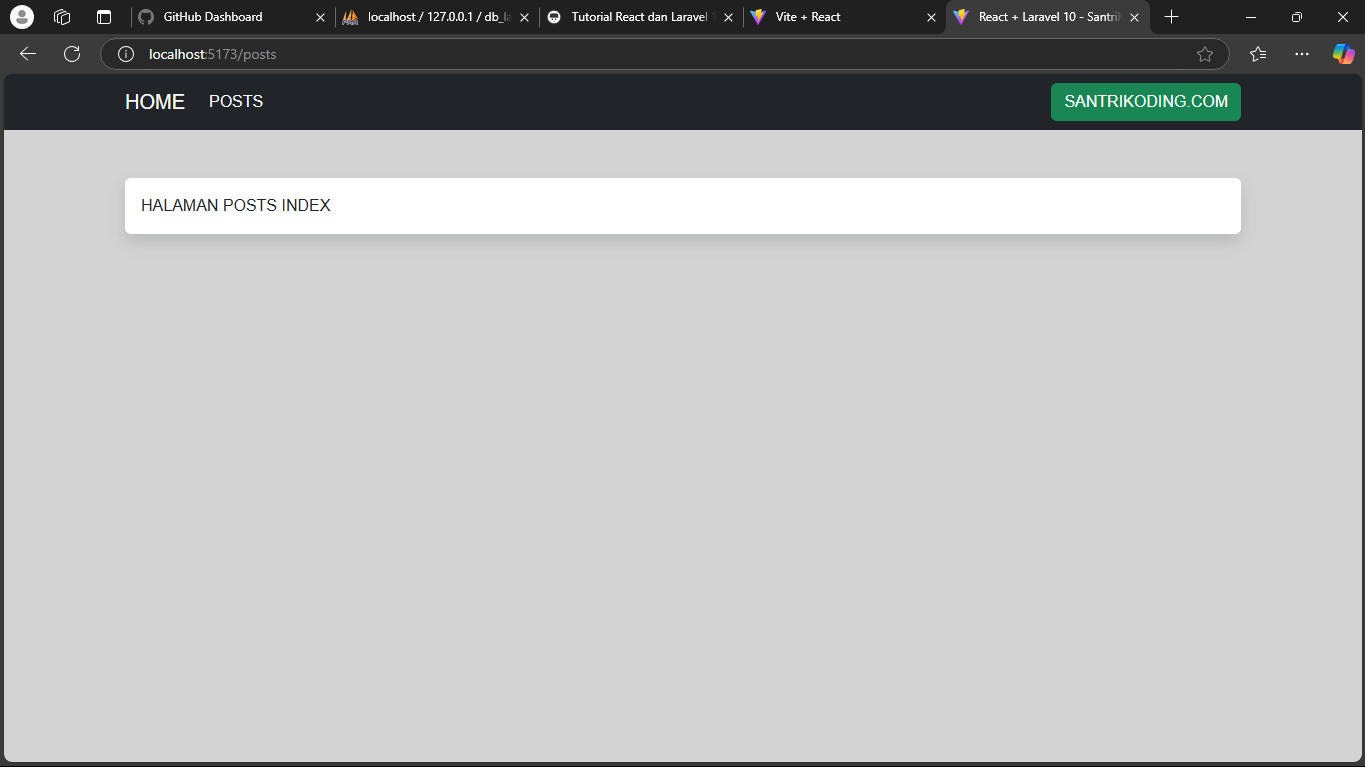 GitHub Dashboard
localhost / 127.0.0.1 / db_la
Tutorial React dan Laravel
Vite + React
React + Laravel 10 - Santri
localhost:5173/posts
HOME
POSTS
SANTRIKODING.COM
HALAMAN POSTS INDEX